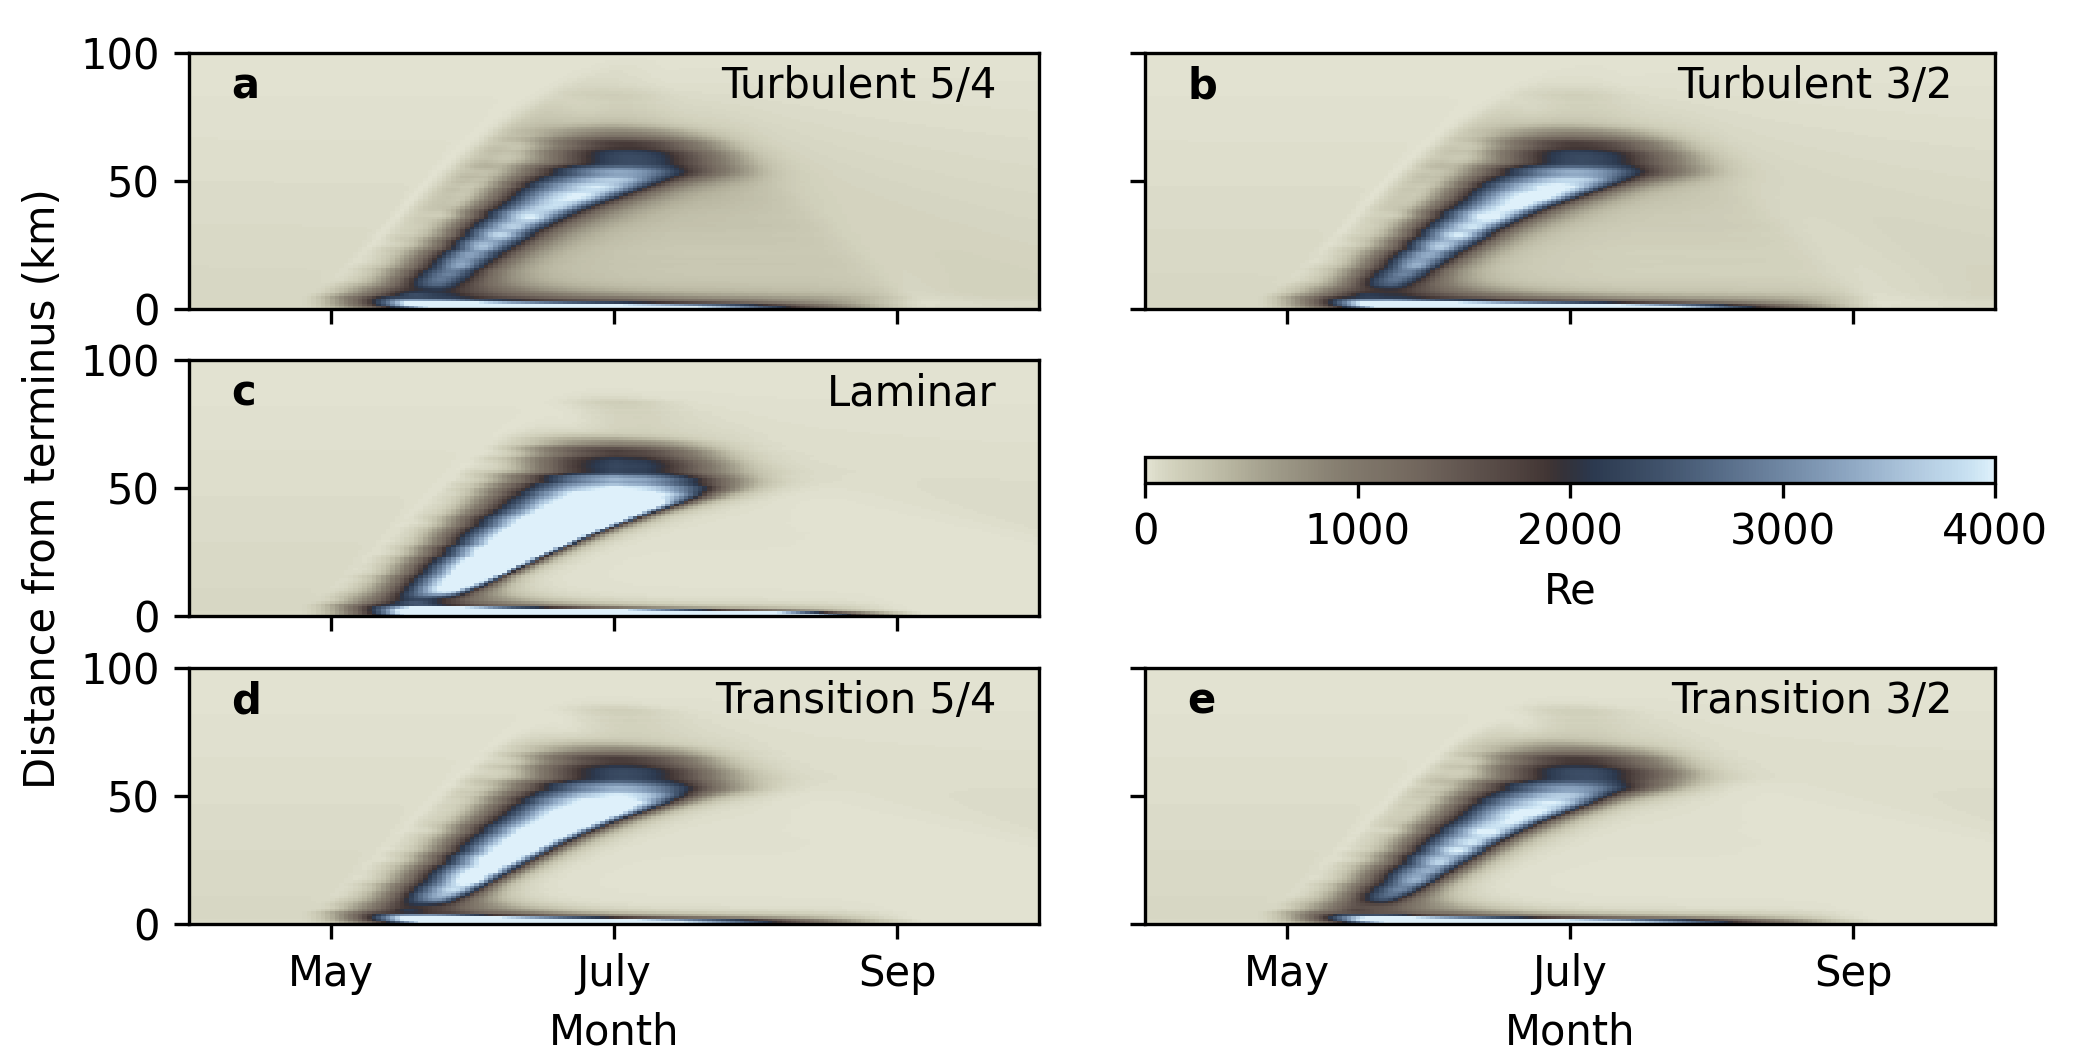 Distance from terminus (km)
100
50
0
a
Turbulent 5/4
b
Turbulent 3/2
100
50
0
c
Laminar
0
1000
2000
3000
4000
Re
100
50
0
d
Transition 5/4
e
Transition 3/2
May
July
Sep
May
July
Sep
Month
Month